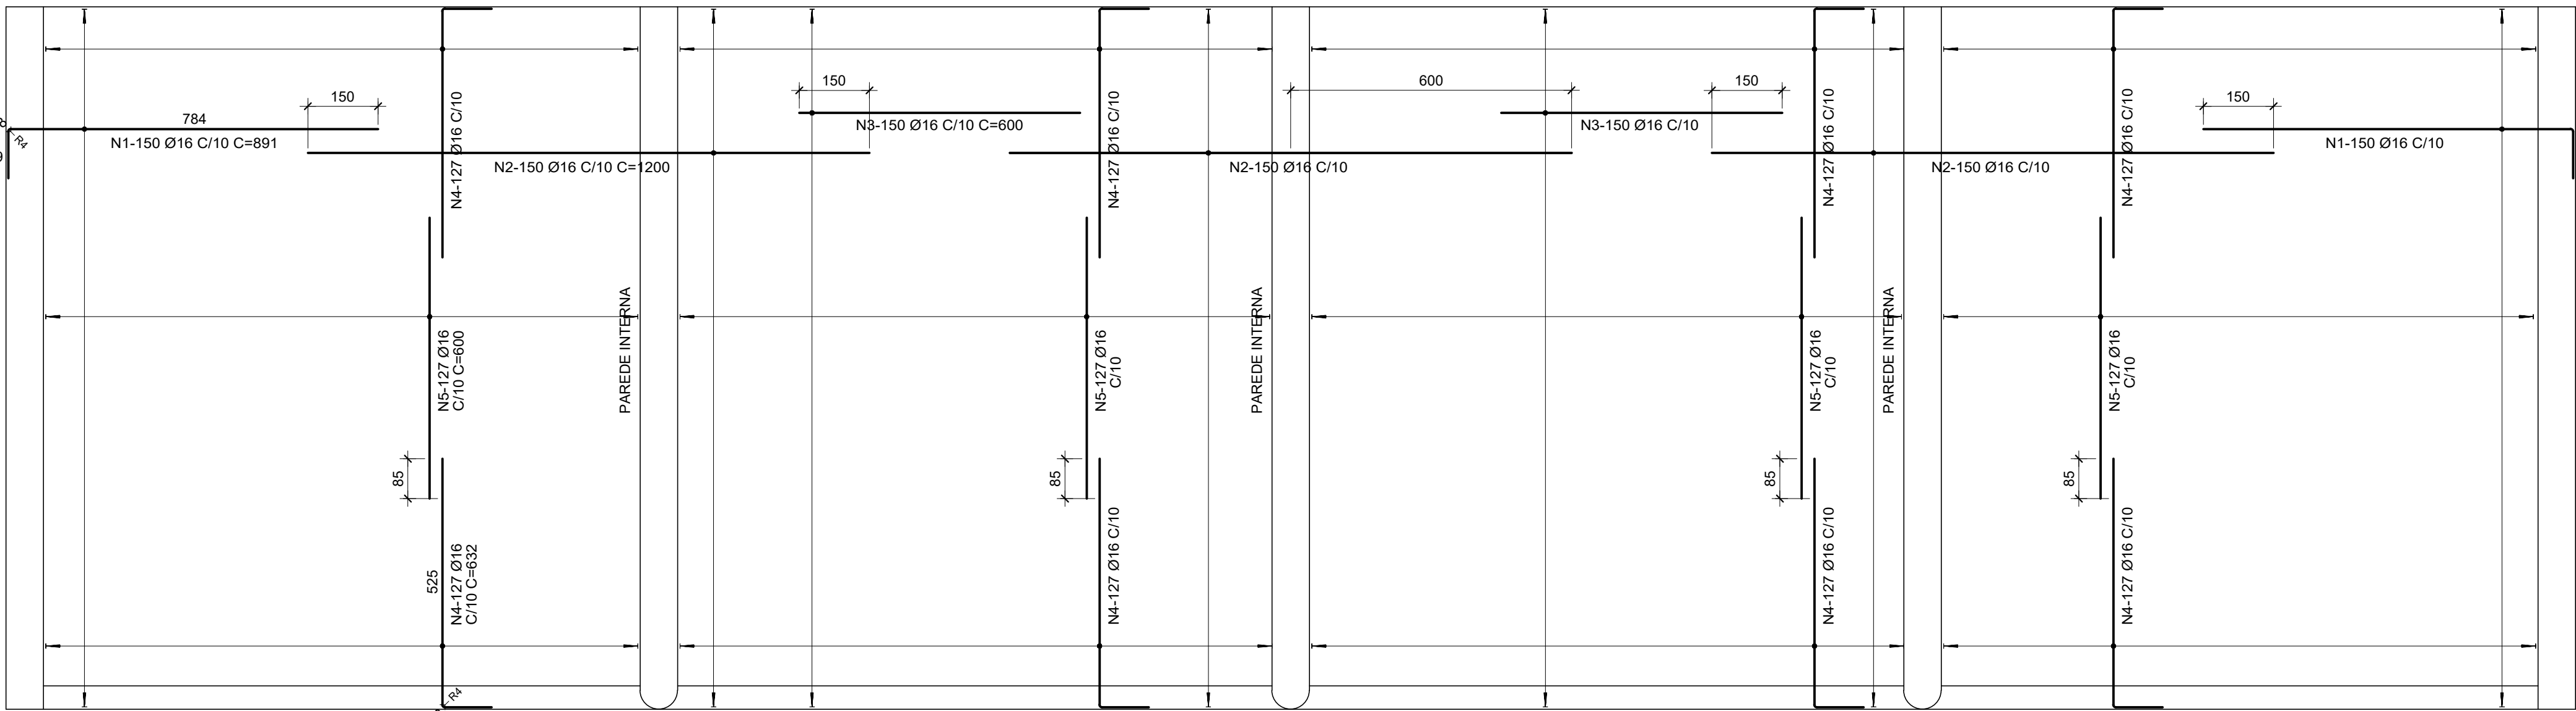 150
784
N1-150 Ø16 C/10 C=891
R4
N2-150 Ø16 C/10 C=1200
N4-127 Ø16 C/10
150
N3-150 Ø16 C/10 C=600
N4-127 Ø16 C/10
600
N2-150 Ø16 C/10
150
N3-150 Ø16 C/10
N4-127 Ø16 C/10
N2-150 Ø16 C/10
N4-127 Ø16 C/10
150
N1-150 Ø16 C/10
N5-127 Ø16
C/10 C=600
PAREDE INTERNA
N5-127 Ø16
C/10
PAREDE INTERNA
N5-127 Ø16
C/10
PAREDE INTERNA
N5-127 Ø16
C/10
85
85
85
85
525
N4-127 Ø16
C/10 C=632
N4-127 Ø16 C/10
N4-127 Ø16 C/10
N4-127 Ø16 C/10
R4